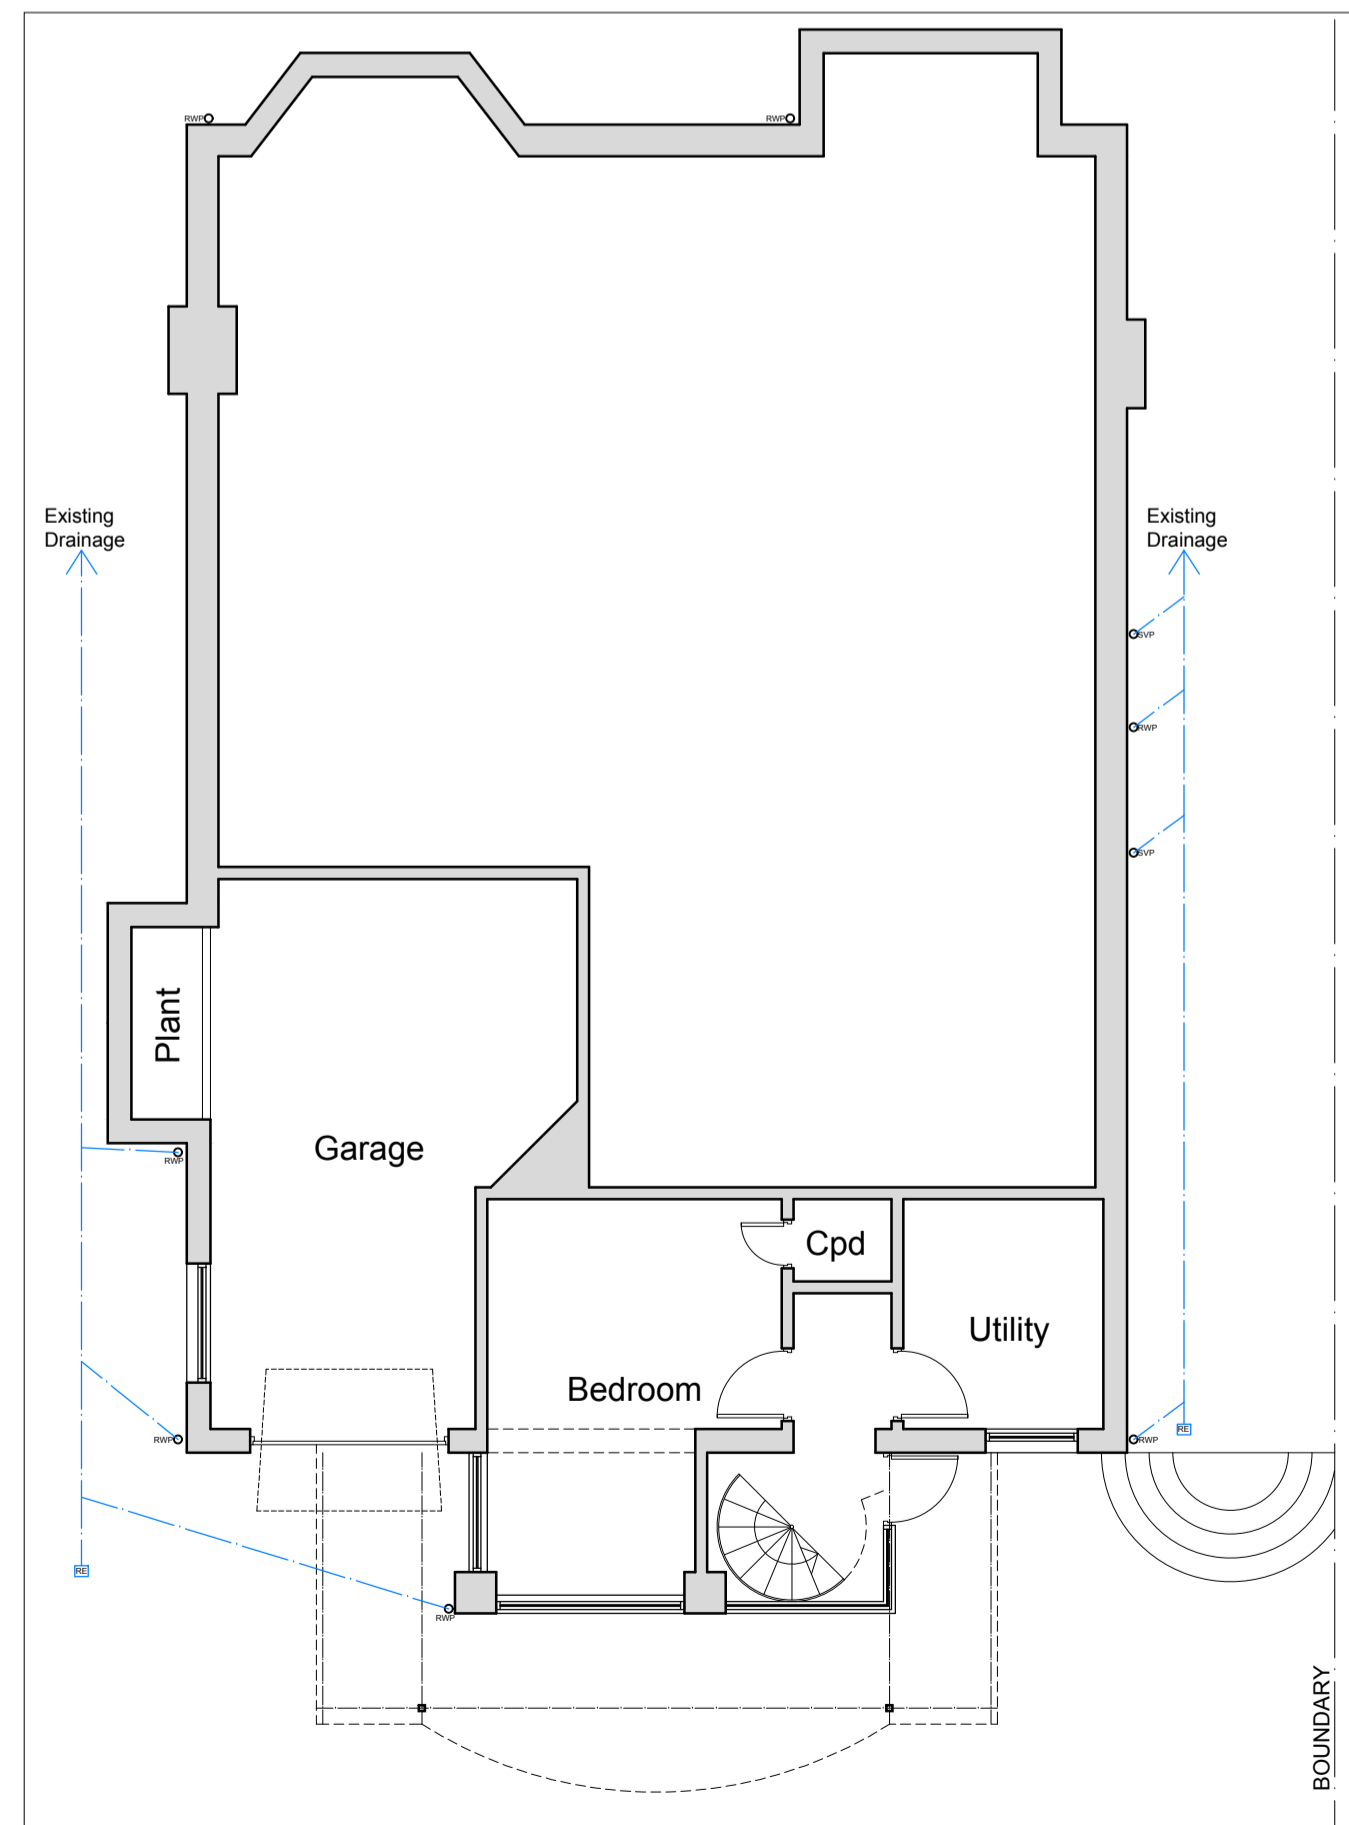 RWP
RWP
Existing
Drainage
Existing
Drainage
SVP
RWP
SVP
Plant
Garage
RWP
Cpd
Utility
Bedroom
RWP
RE
RWP
RE
RWP
BOUNDARY